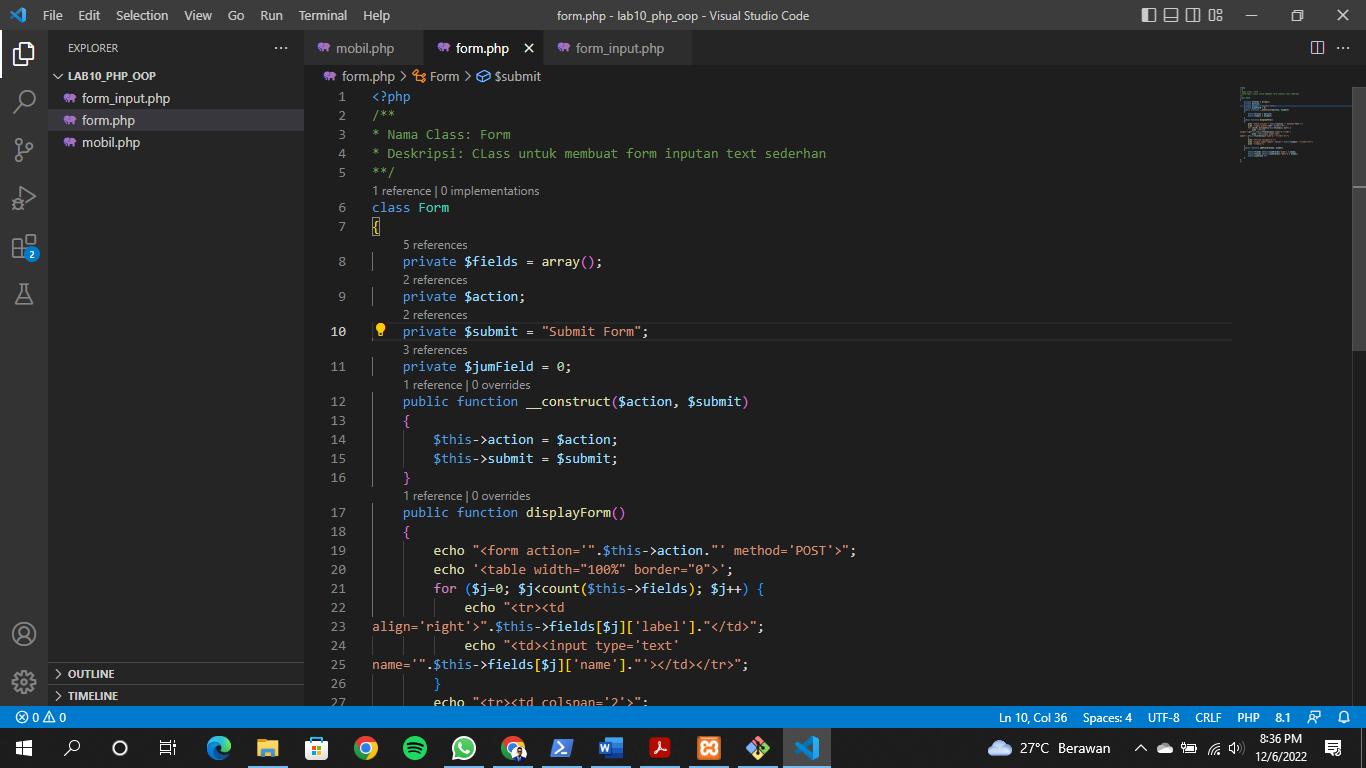 File Edit Selection View Go Run Terminal Help form.php - lab10_php_oop - Visual Studio Code
EXPLORER
mobil.php form.php form_input.php
LAB10_PHP_OOP
form.php > Form > $submit
form_input.php
form.php
mobil.php
1 <?php
2 /**
3 * Nama Class: Form
4 * Deskripsi: CLass untuk membuat form inputan text sederhan
5 **/
1 reference | 0 implementations
6 class Form
7 {
5 references
8 private $fields = array();
2 references
9 private $action;
2 references
10 private $submit = "Submit Form";
3 references
11 private $jumField = 0;
1 reference | 0 overrides
12 public function __construct($action, $submit)
13 {
14 $this->action = $action;
15 $this->submit = $submit;
16 }
1 reference | 0 overrides
17 public function displayForm()
18 {
19 echo "<form action='".$this->action."' method='POST'>";
20 echo '<table width="100%" border="0">';
21 for ($j=0; $j<count($this->fields); $j++) {
22 echo "<tr><td
23 align='right'>".$this->fields[$j]['label']."</td>";
24 echo "<td><input type='text'
25 name='".$this->fields[$j]['name']."'></td></tr>";
26 }
27 echo "<tr><td colspan='2'>";
OUTLINE
TIMELINE
2
0 0 Ln 10, Col 36 Spaces: 4 UTF-8 CRLF PHP 8.1
27°C Berawan
8:36 PM
12/6/2022